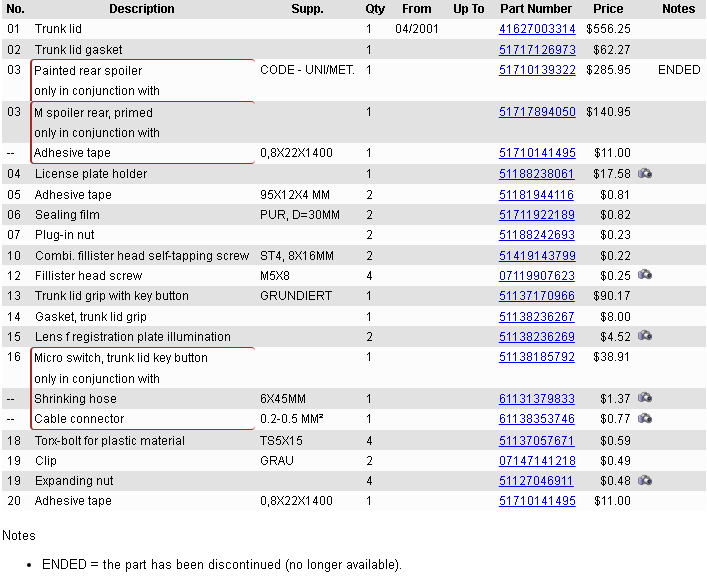 No. Description Supp. Qty From Up To Part Number Price Notes
01 Trunk lid 1 04/2001 41627003314 $556.25
02 Trunk lid gasket 1 51717126973 $62.27
03 Painted rear spoiler CODE - UNI/MET. 1 51710139322 $285.95 ENDED
only in conjunction with
03 M spoiler rear, primed 1 51717894050 $140.95
only in conjunction with
-- Adhesive tape 0,8X22X1400 1 51710141495 $11.00
04 License plate holder 1 51188238061 $17.58
05 Adhesive tape 95X12X4 MM 2 51181944116 $0.81
06 Sealing film PUR, D=30MM 2 51711922189 $0.82
07 Plug-in nut 2 51188242693 $0.23
10 Combi. fillister head self-tapping screw ST4, 8X16MM 2 51419143799 $0.22
12 Fillister head screw M5X8 4 07119907623 $0.25
13 Trunk lid grip with key button GRUNDIERT 1 51137170966 $90.17
14 Gasket, trunk lid grip 1 51138236267 $8.00
15 Lens f registration plate illumination 2 51138236269 $4.52
16 Micro switch, trunk lid key button 1 51138185792 $38.91
only in conjunction with
-- Shrinking hose 6X45MM 1 61131379833 $1.37
-- Cable connector 0.2-0.5 MM² 1 61138353746 $0.77
18 Torx-bolt for plastic material TS5X15 4 51137057671 $0.59
19 Clip GRAU 2 07147141218 $0.49
19 Expanding nut 4 51127046911 $0.48
20 Adhesive tape 0,8X22X1400 1 51710141495 $11.00
Notes
• ENDED = the part has been discontinued (no longer available).